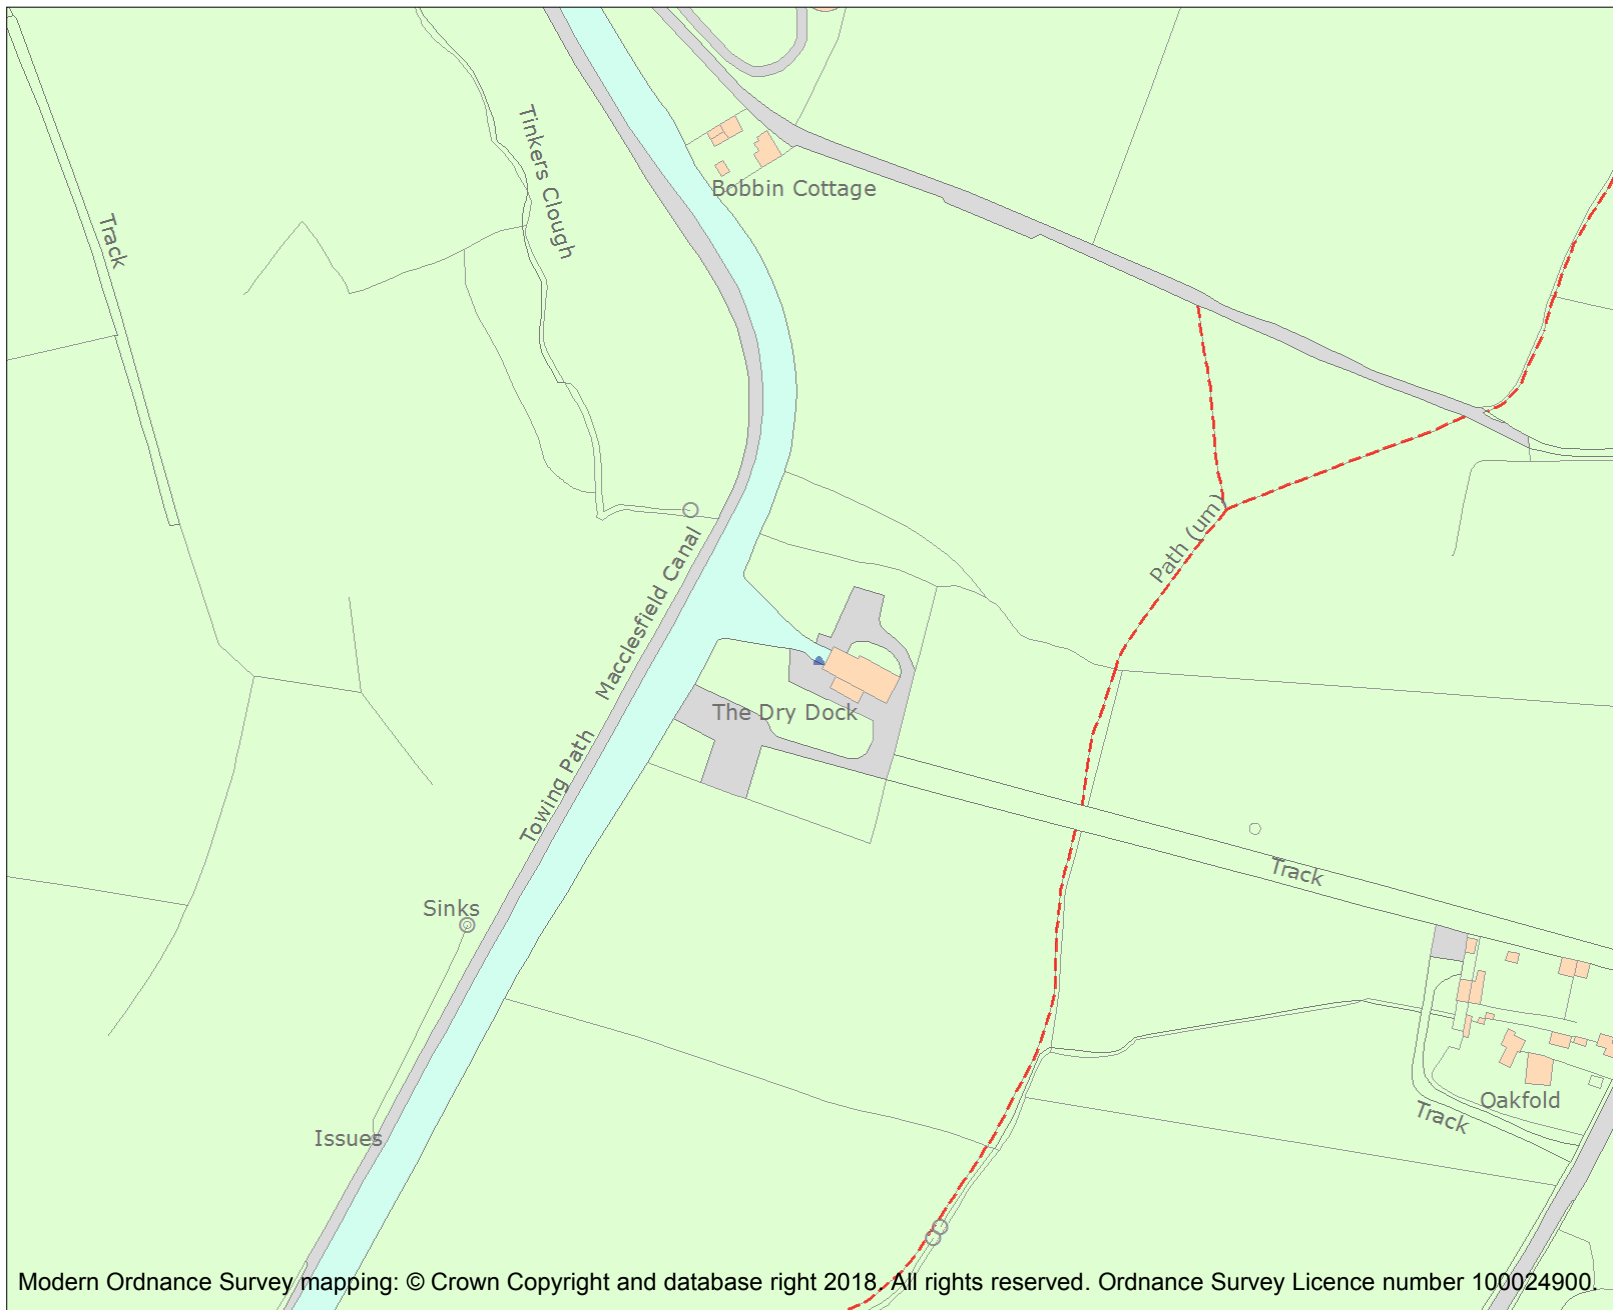 Tinkers Clough
Bobbin Cottage
Track
Path (um)
Macclesfield Canal
The Dry Dock
Towing Path
Track
Sinks
Oakfold
Track
Issues
Modern Ordnance Survey mapping: © Crown Copyright and database right 2018. All rights reserved. Ordnance Survey Licence number 100024900.